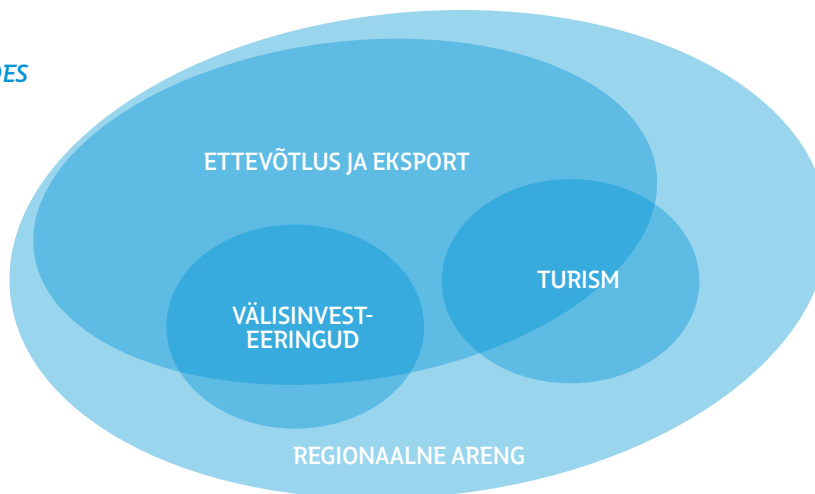 DES
ETTEVÕTLUS JA EKSPORT
TURISM
VÄLISINVEST-
EERINGUD
REGIONAALNE ARENG